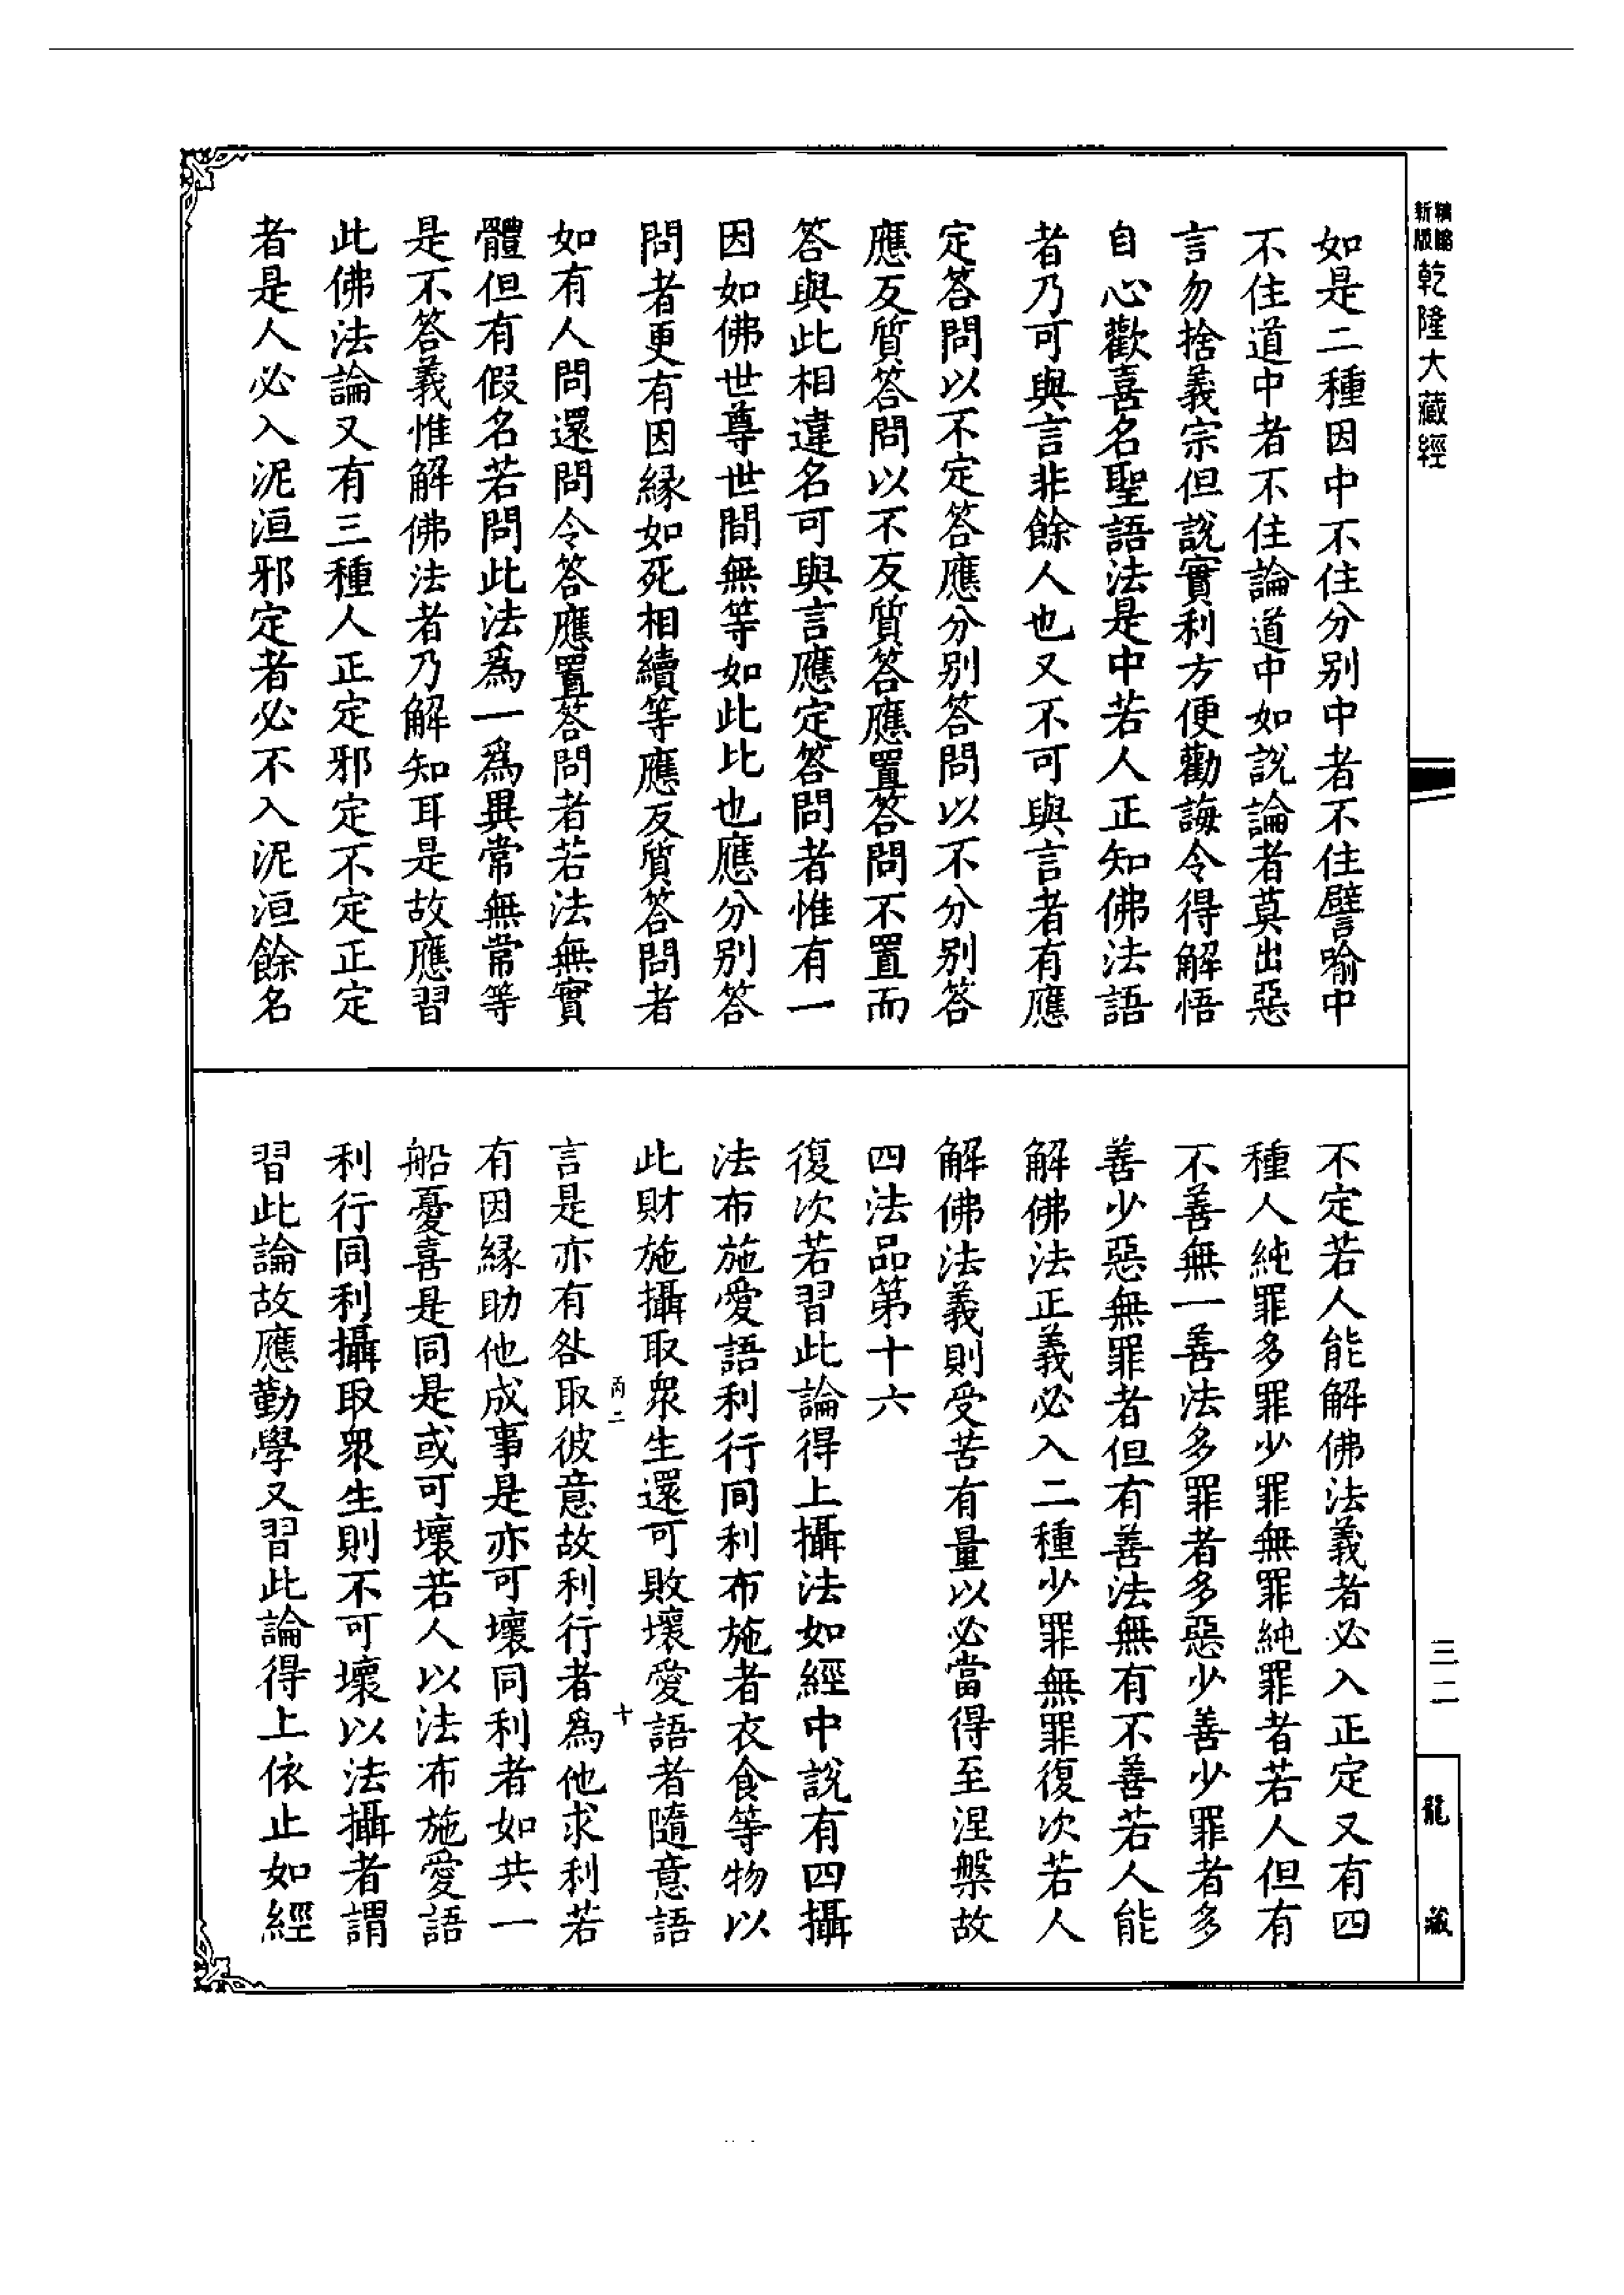 精縮
新版
乾隆大藏經
三二
龍藏
如是二種因中不住分別中者不住譬喻中
不住道中者不住論道中如說論者莫出惡
言勿捨義宗但說實利方便勸誨令得解悟
自心歡喜名聖語法是中若人正知佛法語
者乃可與言非餘人也又不可與言者有應
定答問以不定答應分別答問以不分別答
應反質答問以不反質答應置答問不置而
答與此相違名可與言應定答問者惟有一
因如佛世尊世間無等如此比也應分別答
問者更有因緣如死相續等應反質答問者
如有人問還問令答應置答問者若法無實
體但有假名若問此法為一為異常無常等
是不答義惟解佛法者乃解知耳是故應習
此佛法論又有三種人正定邪定不定正定
者是人必入泥洹邪定者必不入泥洹餘名
不定若人能解佛法義者必入正定又有四
種人純罪多罪少罪無罪純罪者若人但有
不善無一善法多罪者多惡少善少罪者多
善少惡無罪者但有善法無有不善若人能
解佛法正義必入二種少罪無罪復次若人
解佛法義則受苦有量以必當得至涅槃故
四法品第十六
復次若習此論得上攝法如經中說有四攝
法布施愛語利行同利布施者衣食等物以
此財施攝取眾生還可敗壞愛語者隨意語
丙二
十
言是亦有咎取彼意故利行者為他求利若
有因緣助他成事是亦可壞同利者如共一
船憂喜是同是或可壞若人以法布施愛語
利行同利攝取眾生則不可壞以法攝者謂
習此論故應勤學又習此論得上依止如經